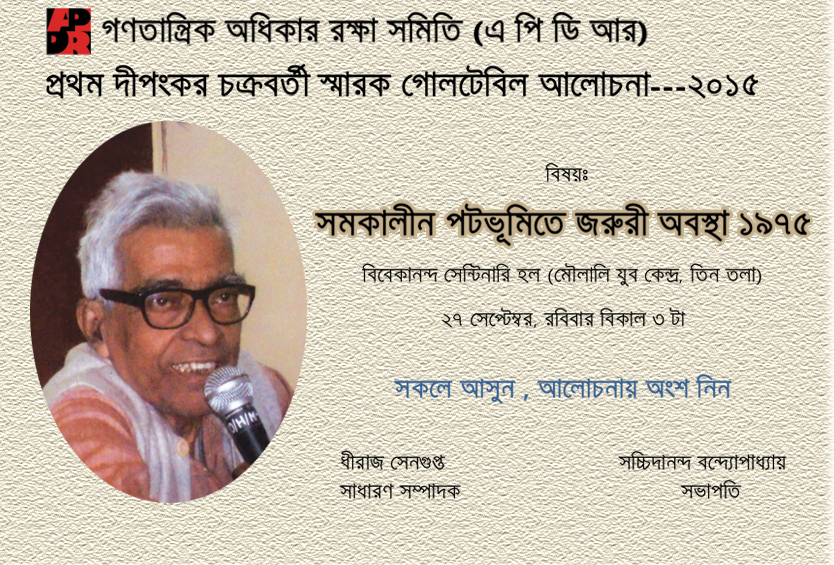 APDR গণতান্ত্রিক অধিকার রক্ষা সমিতি (এ পি ডি আর)
প্রথম দীপংকর চক্রবর্তী স্মারক গোলটেবিল আলোচনা---২০১৫
বিষয়ঃ
সমকালীন পটভূমিতে জরুরী অবস্থা ১৯৭৫
বিবেকানন্দ সেন্টিনারি হল (মৌলালি যুব কেন্দ্র, তিন তলা)
২৭ সেপ্টেম্বর, রবিবার বিকাল ৩ টা
সকলে আসুন , আলোচনায় অংশ নিন
ধীরাজ সেনগুপ্ত
সাধারণ সম্পাদক
সচ্চিদানন্দ বন্দ্যোপাধ্যায়
সভাপতি